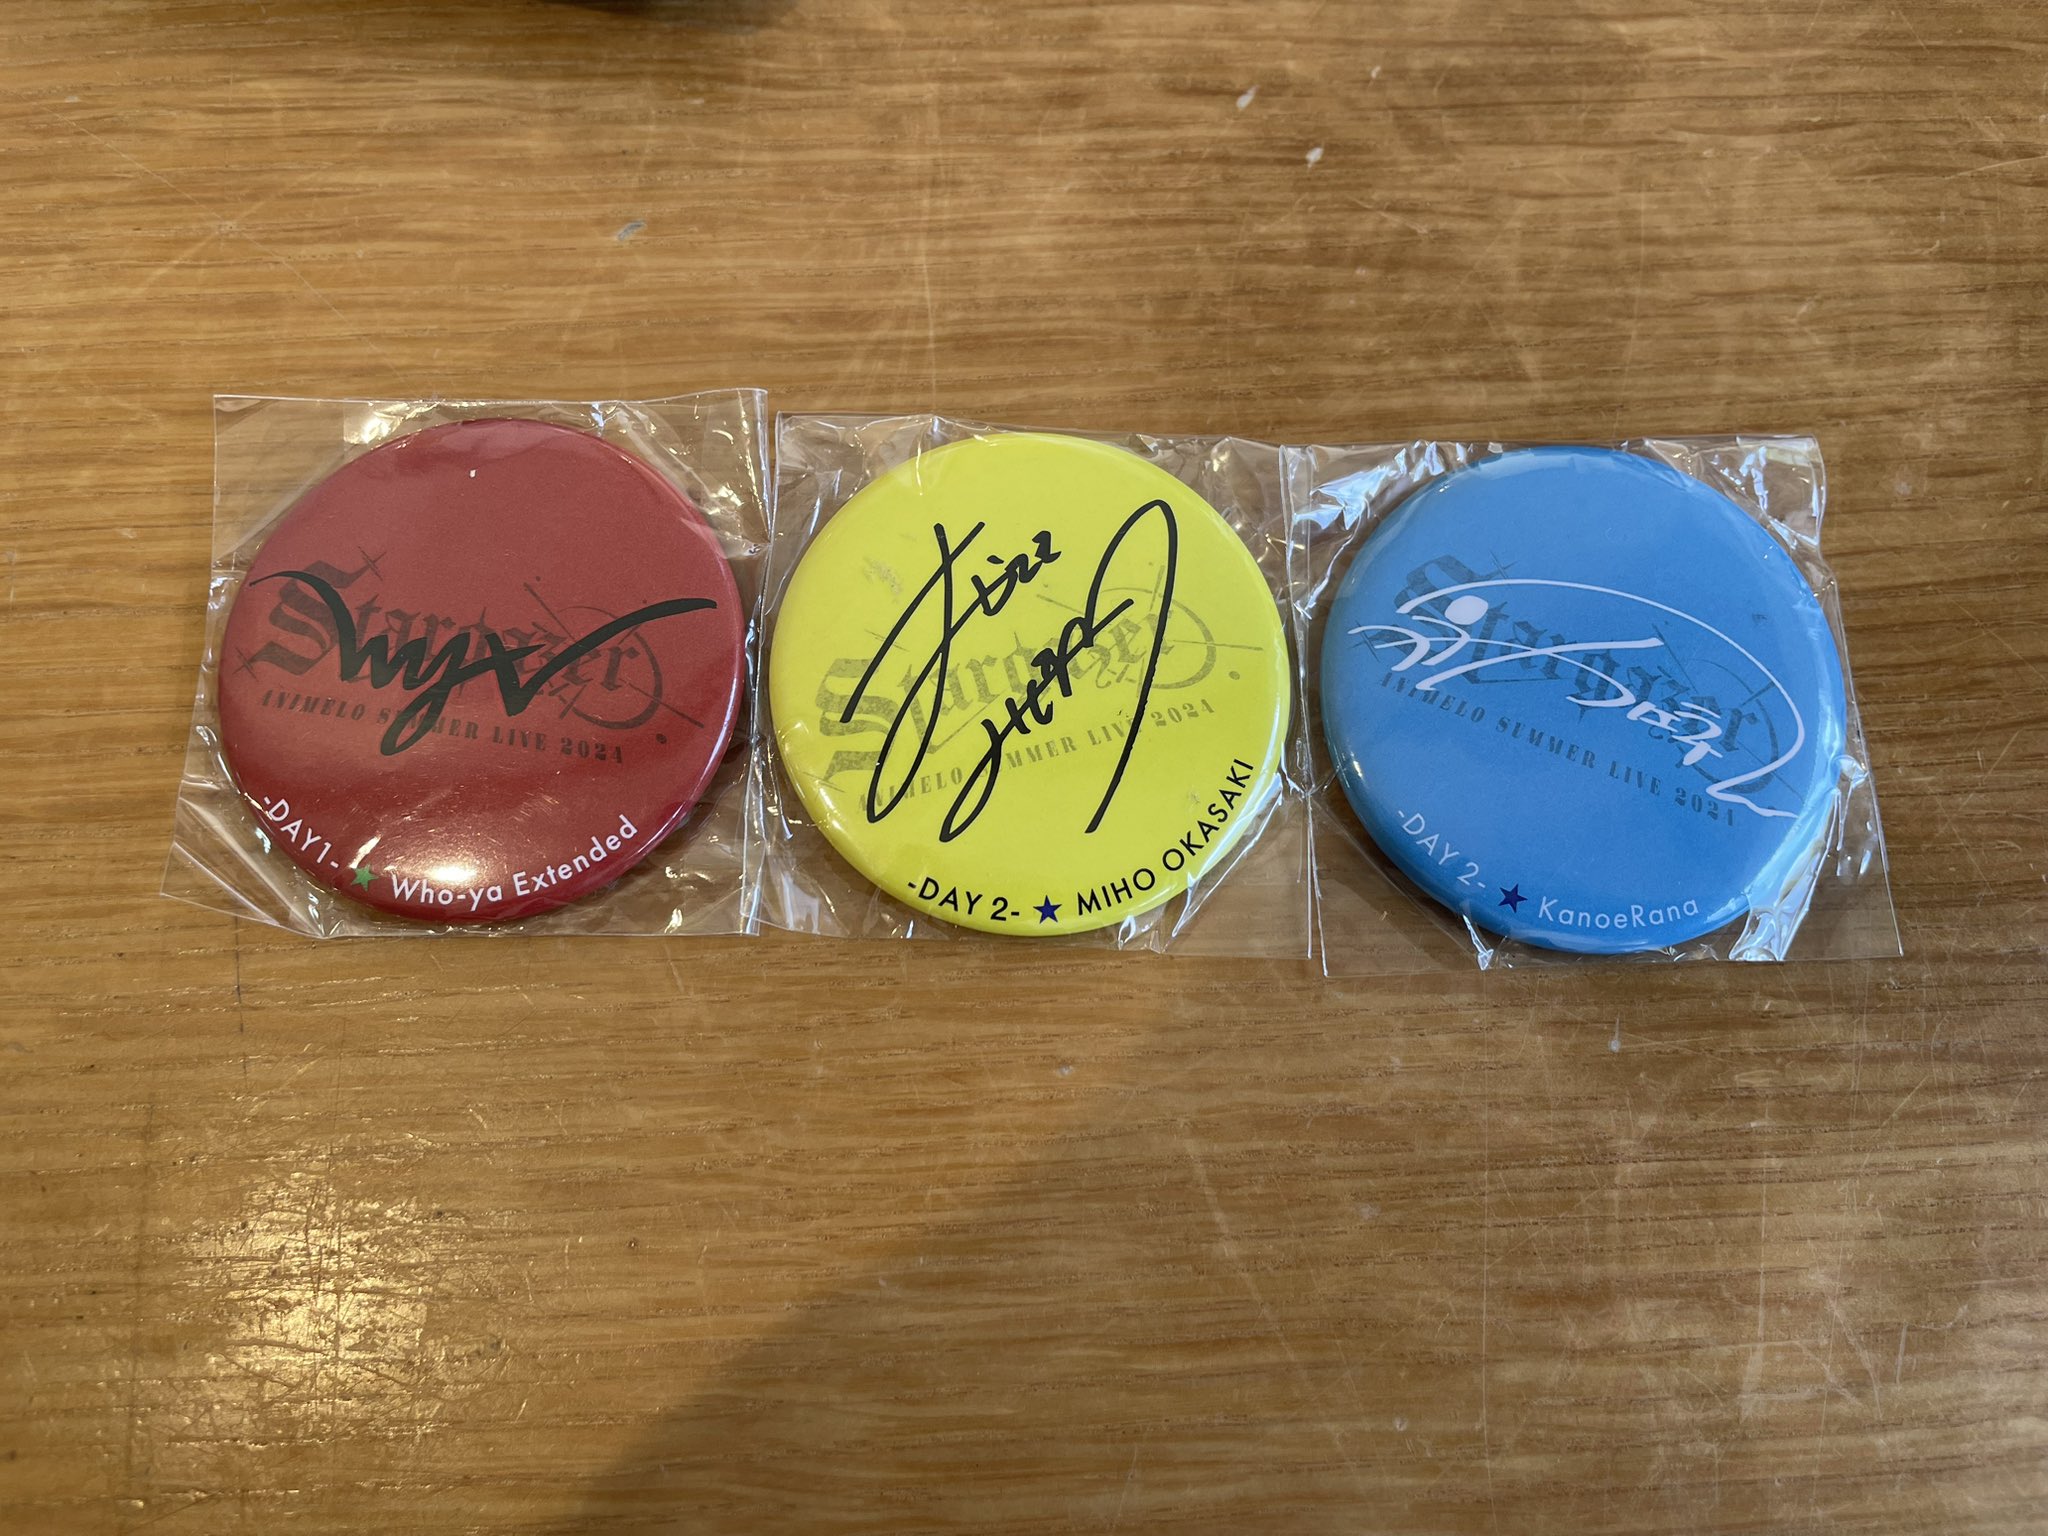 Stargazer
ANIMELO SUMMER LIVE 2024
-DAY1- ★ Who-ya Extended
Stargazer
ANIMELO SUMMER LIVE 2024
-DAY 2- ★ MIHO OKASAKI
Stargazer
ANIMELO SUMMER LIVE 2024
-DAY 2- ★ KanoeRana